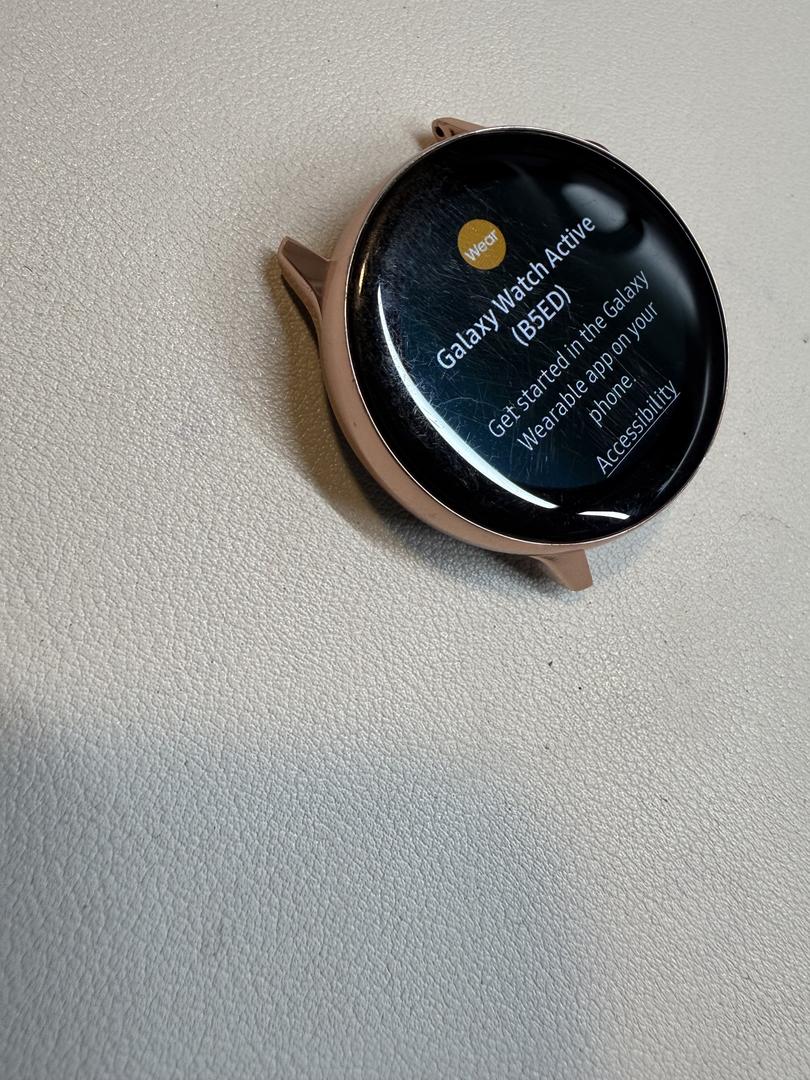 Wear
Galaxy Watch Active
(B5ED)
Get started in the Galaxy
Wearable app on your
phone.
Accessibility